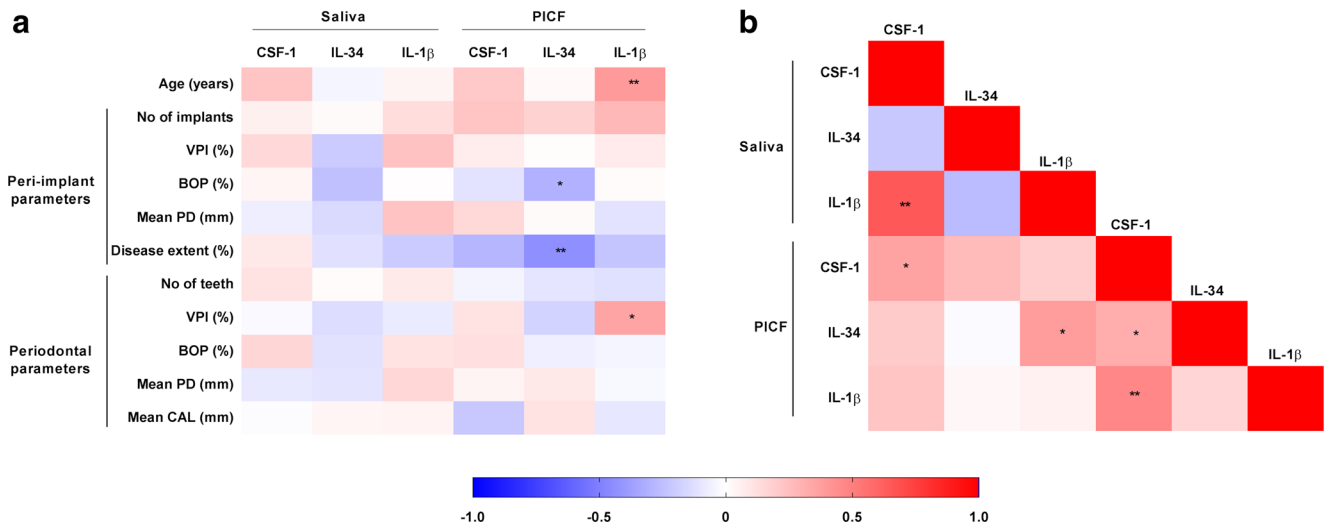 a
Saliva PICF
CSF-1 IL-34 IL-1β CSF-1 IL-34 IL-1β
Age (years) **
Peri-implant parameters
No of implants
VPI (%)
BOP (%) *
Mean PD (mm)
Disease extent (%) **
Periodontal parameters
No of teeth
VPI (%) *
BOP (%)
Mean PD (mm)
Mean CAL (mm)
b
CSF-1
Saliva
CSF-1
IL-34
IL-34
IL-1β
IL-1β **
CSF-1
PICF
CSF-1 *
IL-34
IL-34 * *
IL-1β
IL-1β **
-1.0 -0.5 0 0.5 1.0